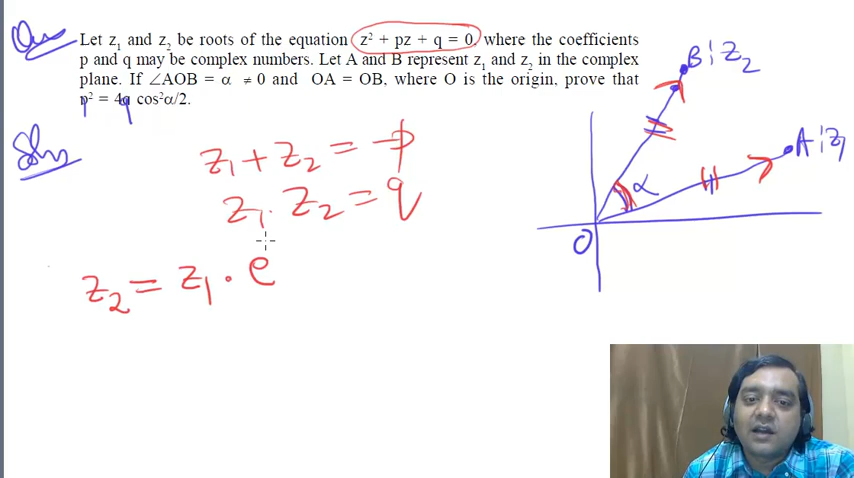 Qu
Let z₁ and z₂ be roots of the equation z² + pz + q = 0, where the coefficients
p and q may be complex numbers. Let A and B represent z₁ and z₂ in the complex
plane. If ∠AOB = α ≠ 0 and OA = OB, where O is the origin, prove that
p² = 4q cos²α/2.
B | z₂
A | z₁
α
O
Soln
z₁ + z₂ = -p
z₁ . z₂ = q
z₂ = z₁ . e